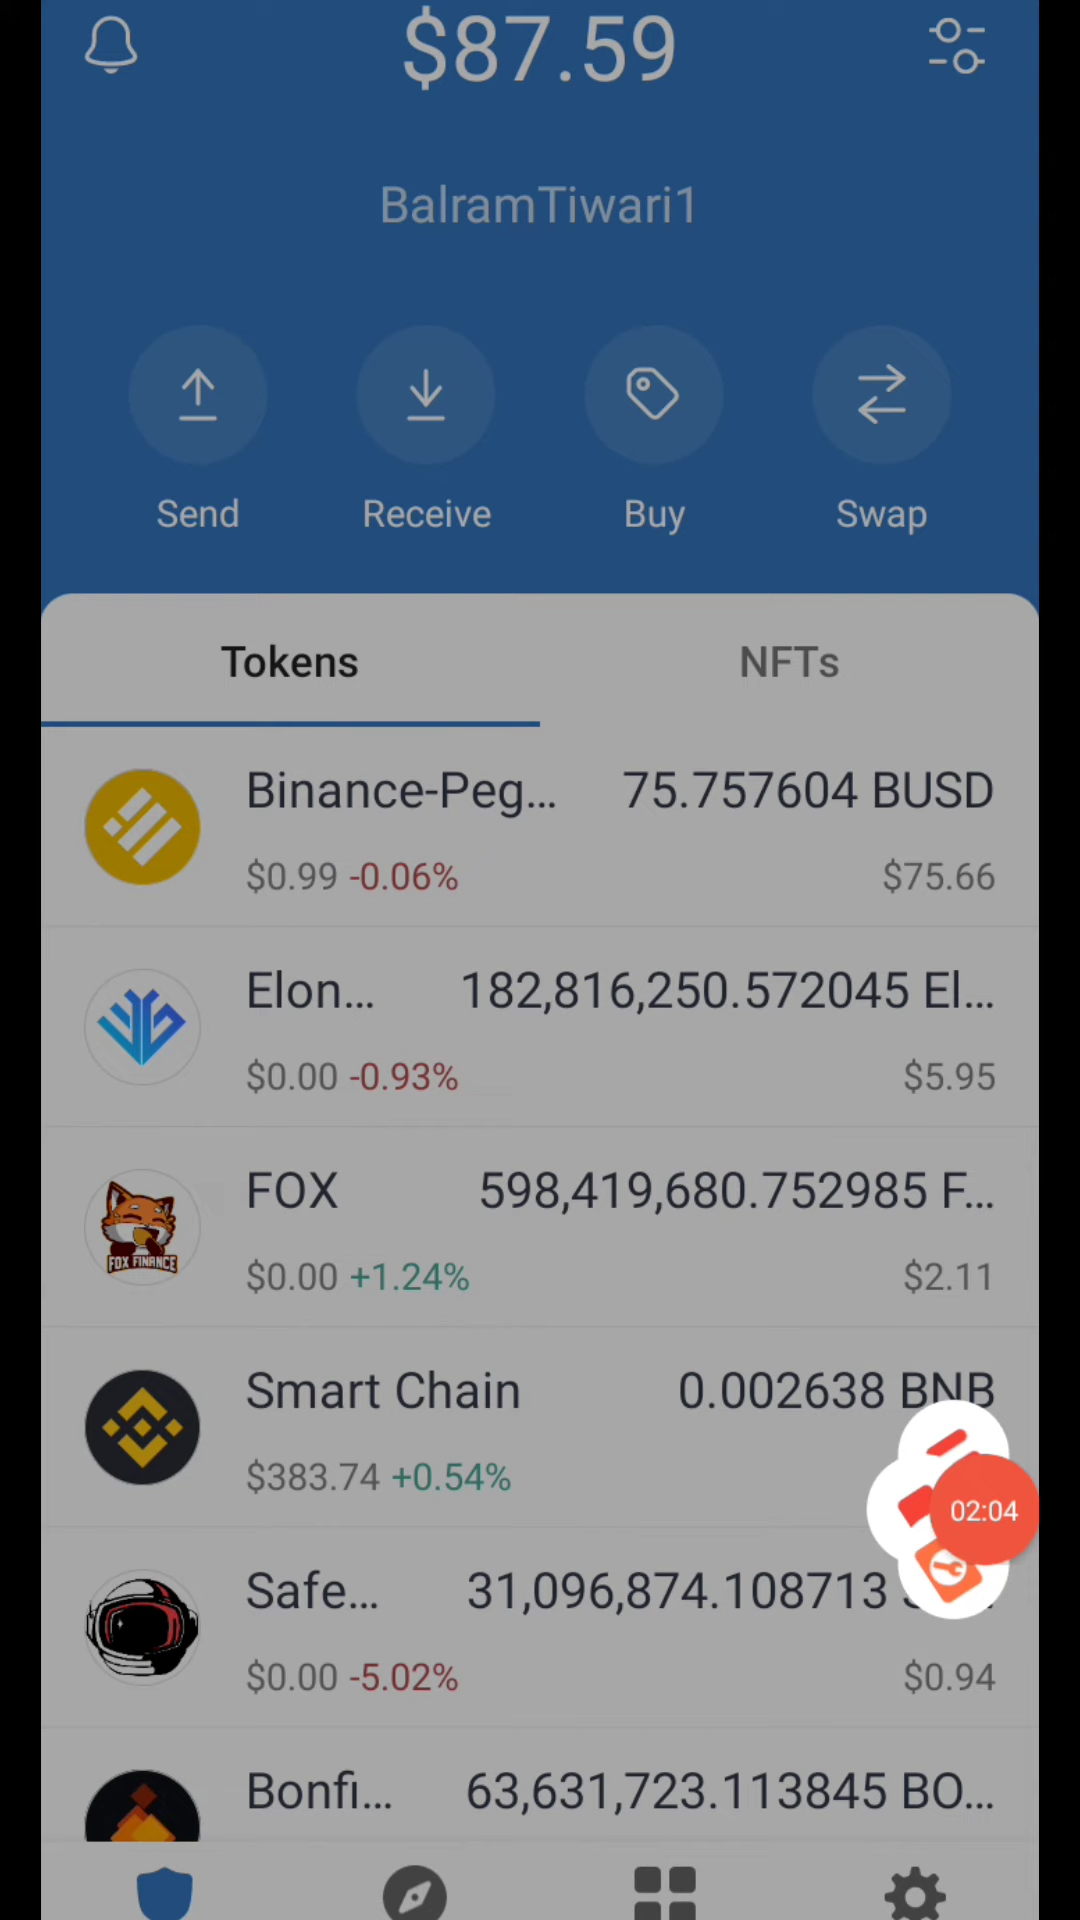 $87.59
BalramTiwari1
Send Receive Buy Swap
Tokens NFTs
Binance-Peg... 75.757604 BUSD
$0.99 -0.06% $75.66
Elon... 182,816,250.572045 El...
$0.00 -0.93% $5.95
FOX 598,419,680.752985 F...
FOX FINANCE
$0.00 +1.24% $2.11
Smart Chain 0.002638 BNB
$383.74 +0.54%
02:04
Safe... 31,096,874.108713
$0.00 -5.02% $0.94
Bonfi... 63,631,723.113845 BO...